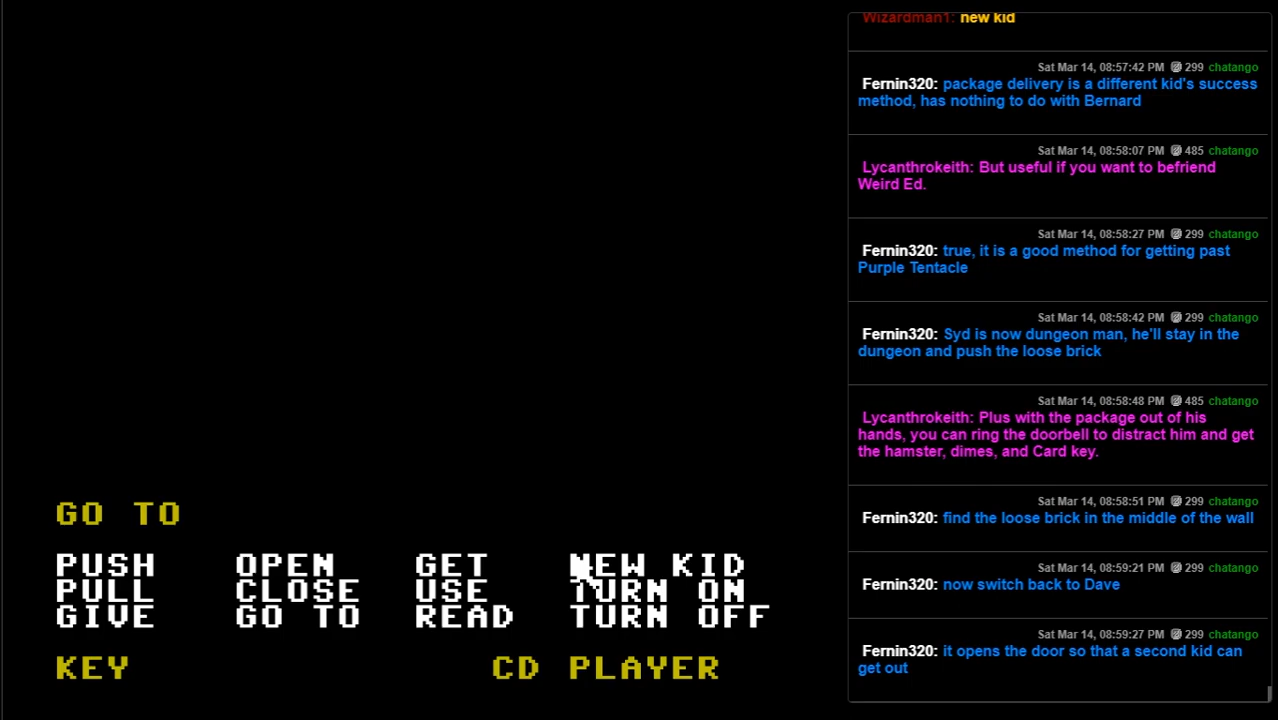 GO TO
PUSH OPEN GET NEW KID
PULL CLOSE USE TURN ON
GIVE GO TO READ TURN OFF
KEY CD PLAYER
Wizardman1: new kid
Sat Mar 14, 08:57:42 PM 299 chatango
Fernin320: package delivery is a different kid's success
method, has nothing to do with Bernard
Sat Mar 14, 08:58:07 PM 485 chatango
Lycanthrokeith: But useful if you want to befriend
Weird Ed.
Sat Mar 14, 08:58:27 PM 299 chatango
Fernin320: true, it is a good method for getting past
Purple Tentacle
Sat Mar 14, 08:58:42 PM 299 chatango
Fernin320: Syd is now dungeon man, he'll stay in the
dungeon and push the loose brick
Sat Mar 14, 08:58:48 PM 485 chatango
Lycanthrokeith: Plus with the package out of his
hands, you can ring the doorbell to distract him and get
the hamster, dimes, and Card key.
Sat Mar 14, 08:58:51 PM 299 chatango
Fernin320: find the loose brick in the middle of the wall
Sat Mar 14, 08:59:21 PM 299 chatango
Fernin320: now switch back to Dave
Sat Mar 14, 08:59:27 PM 299 chatango
Fernin320: it opens the door so that a second kid can
get out